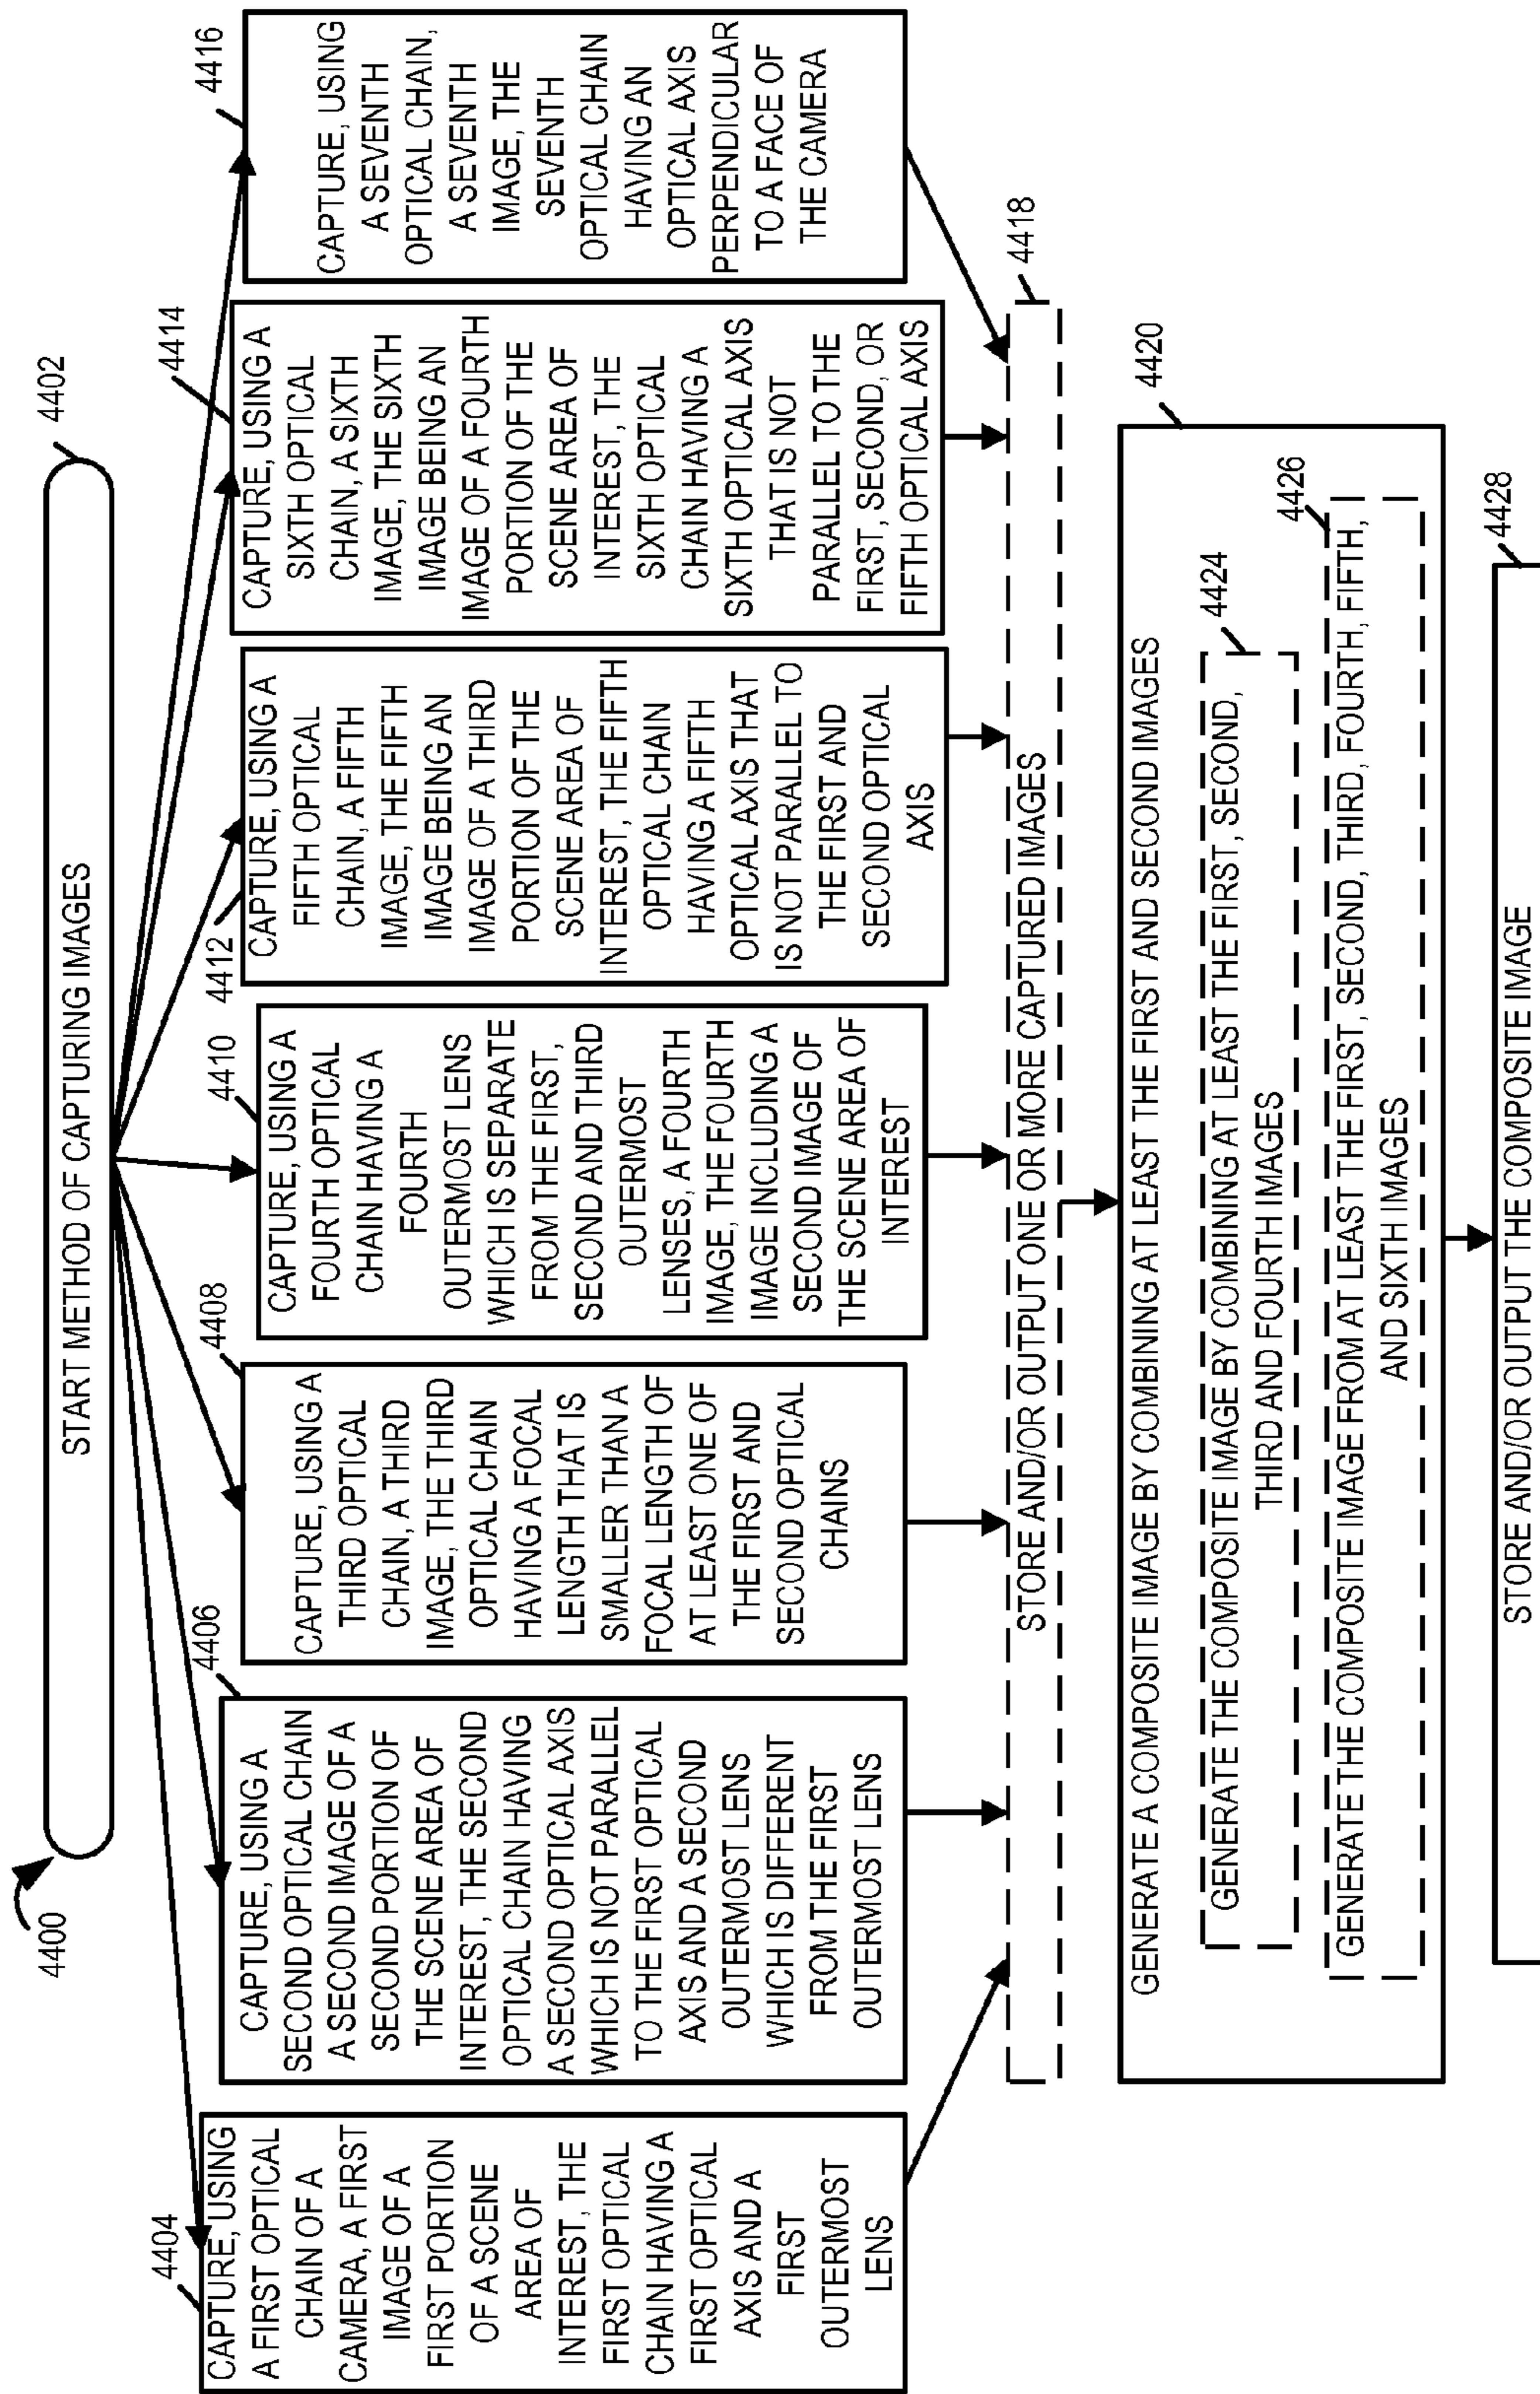 4400
START METHOD OF CAPTURING IMAGES
4402
4404
CAPTURE, USING
A FIRST OPTICAL
CHAIN OF A
CAMERA, A FIRST
IMAGE OF A
FIRST PORTION
OF A SCENE
AREA OF
INTEREST, THE
FIRST OPTICAL
CHAIN HAVING A
FIRST OPTICAL
AXIS AND A
FIRST
OUTERMOST
LENS
4406
CAPTURE, USING A
SECOND OPTICAL CHAIN
A SECOND IMAGE OF A
SECOND PORTION OF
THE SCENE AREA OF
INTEREST, THE SECOND
OPTICAL CHAIN HAVING
A SECOND OPTICAL AXIS
WHICH IS NOT PARALLEL
TO THE FIRST OPTICAL
AXIS AND A SECOND
OUTERMOST LENS
WHICH IS DIFFERENT
FROM THE FIRST
OUTERMOST LENS
4408
CAPTURE, USING A
THIRD OPTICAL
CHAIN, A THIRD
IMAGE, THE THIRD
OPTICAL CHAIN
HAVING A FOCAL
LENGTH THAT IS
SMALLER THAN A
FOCAL LENGTH OF
AT LEAST ONE OF
THE FIRST AND
SECOND OPTICAL
CHAINS
4410
CAPTURE, USING A
FOURTH OPTICAL
CHAIN HAVING A
FOURTH
OUTERMOST LENS
WHICH IS SEPARATE
FROM THE FIRST,
SECOND AND THIRD
OUTERMOST
LENSES, A FOURTH
IMAGE, THE FOURTH
IMAGE INCLUDING A
SECOND IMAGE OF
THE SCENE AREA OF
INTEREST
4412
CAPTURE, USING A
FIFTH OPTICAL
CHAIN, A FIFTH
IMAGE, THE FIFTH
IMAGE BEING AN
IMAGE OF A THIRD
PORTION OF THE
SCENE AREA OF
INTEREST, THE FIFTH
OPTICAL CHAIN
HAVING A FIFTH
OPTICAL AXIS THAT
IS NOT PARALLEL TO
THE FIRST AND
SECOND OPTICAL
AXIS
4414
CAPTURE, USING A
SIXTH OPTICAL
CHAIN, A SIXTH
IMAGE, THE SIXTH
IMAGE BEING AN
IMAGE OF A FOURTH
PORTION OF THE
SCENE AREA OF
INTEREST, THE
SIXTH OPTICAL
CHAIN HAVING A
SIXTH OPTICAL AXIS
THAT IS NOT
PARALLEL TO THE
FIRST, SECOND, OR
FIFTH OPTICAL AXIS
4416
CAPTURE, USING
A SEVENTH
OPTICAL CHAIN,
A SEVENTH
IMAGE, THE
SEVENTH
OPTICAL CHAIN
HAVING AN
OPTICAL AXIS
PERPENDICULAR
TO A FACE OF
THE CAMERA
4418
STORE AND/OR OUTPUT ONE OR MORE CAPTURED IMAGES
4420
GENERATE A COMPOSITE IMAGE BY COMBINING AT LEAST THE FIRST AND SECOND IMAGES
4424
GENERATE THE COMPOSITE IMAGE BY COMBINING AT LEAST THE FIRST, SECOND,
THIRD AND FOURTH IMAGES
4426
GENERATE THE COMPOSITE IMAGE FROM AT LEAST THE FIRST, SECOND, THIRD, FOURTH, FIFTH,
AND SIXTH IMAGES
4428
STORE AND/OR OUTPUT THE COMPOSITE IMAGE